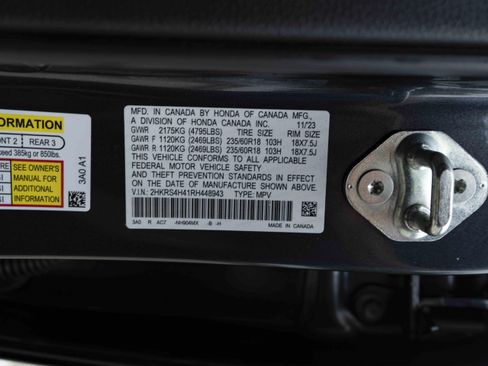 FORMATION
ONT 2 | REAR 3
ceed 385kg or 850lbs.
SEE OWNER'S
MANUAL FOR
ADDITIONAL
INFORMATION
3A0 A1
MFD. IN CANADA BY HONDA OF CANADA MFG.,
A DIVISION OF HONDA CANADA INC. 11/23
GVWR 2175KG (4795LBS) TIRE SIZE RIM SIZE
GAWR F 1120KG (2469LBS) 235/60R18 103H 18X7.5J
GAWR R 1120KG (2469LBS) 235/60R18 103H 18X7.5J
THIS VEHICLE CONFORMS TO ALL APPLICABLE
FEDERAL MOTOR VEHICLE SAFETY
AND THEFT PREVENTION STANDARDS IN EFFECT ON THE
DATE OF MANUFACTURE SHOWN ABOVE.
V.I.N.: 2HKRS4H41RH448943 TYPE: MPV
3A0 R AC7
MADE IN CANADA